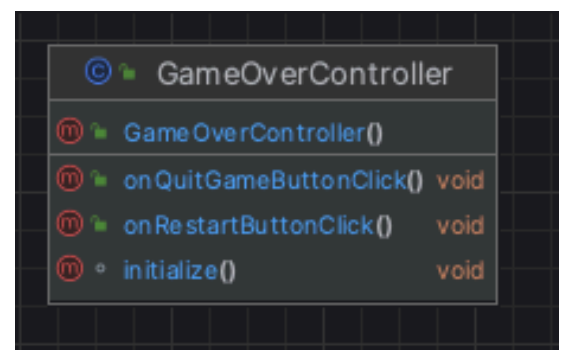 GameOverController
GameOverController()
onQuitGameButtonClick() void
onRestartButtonClick() void
initialize() void